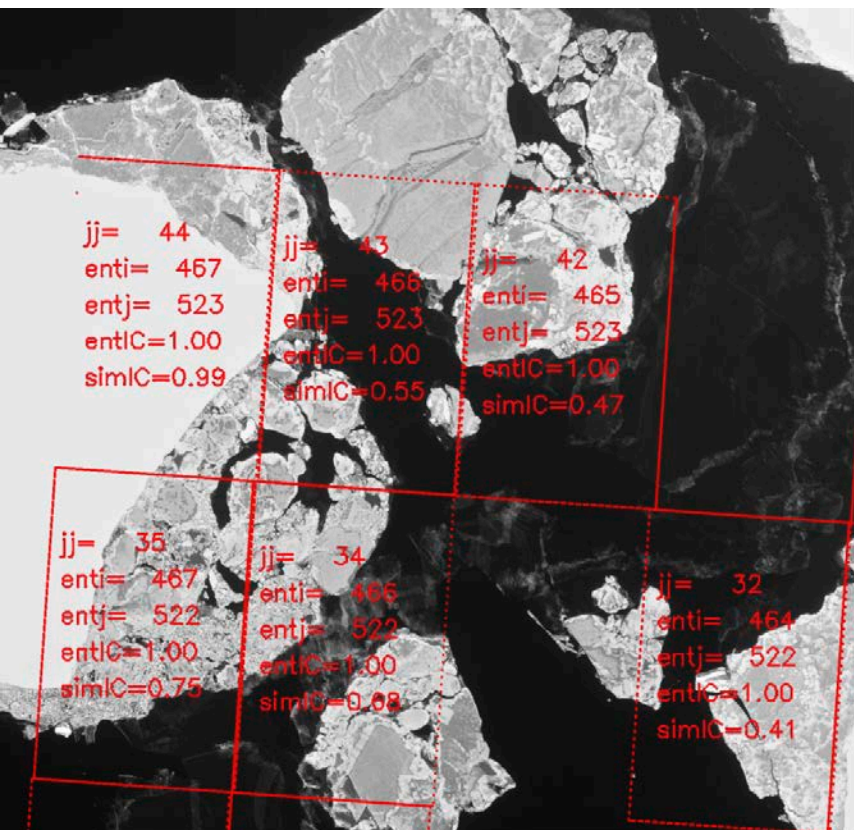 jj= 44
enti= 467
entj= 523
entIC=1.00
simIC=0.99
jj= 43
enti= 466
entj= 523
entIC=1.00
simIC=0.55
jj= 42
enti= 465
entj= 523
entIC=1.00
simIC=0.47
jj= 35
enti= 467
entj= 522
entIC=1.00
simIC=0.75
jj= 34
enti= 466
entj= 522
entIC=1.00
simIC=0.68
jj= 32
enti= 464
entj= 522
entIC=1.00
simIC=0.41